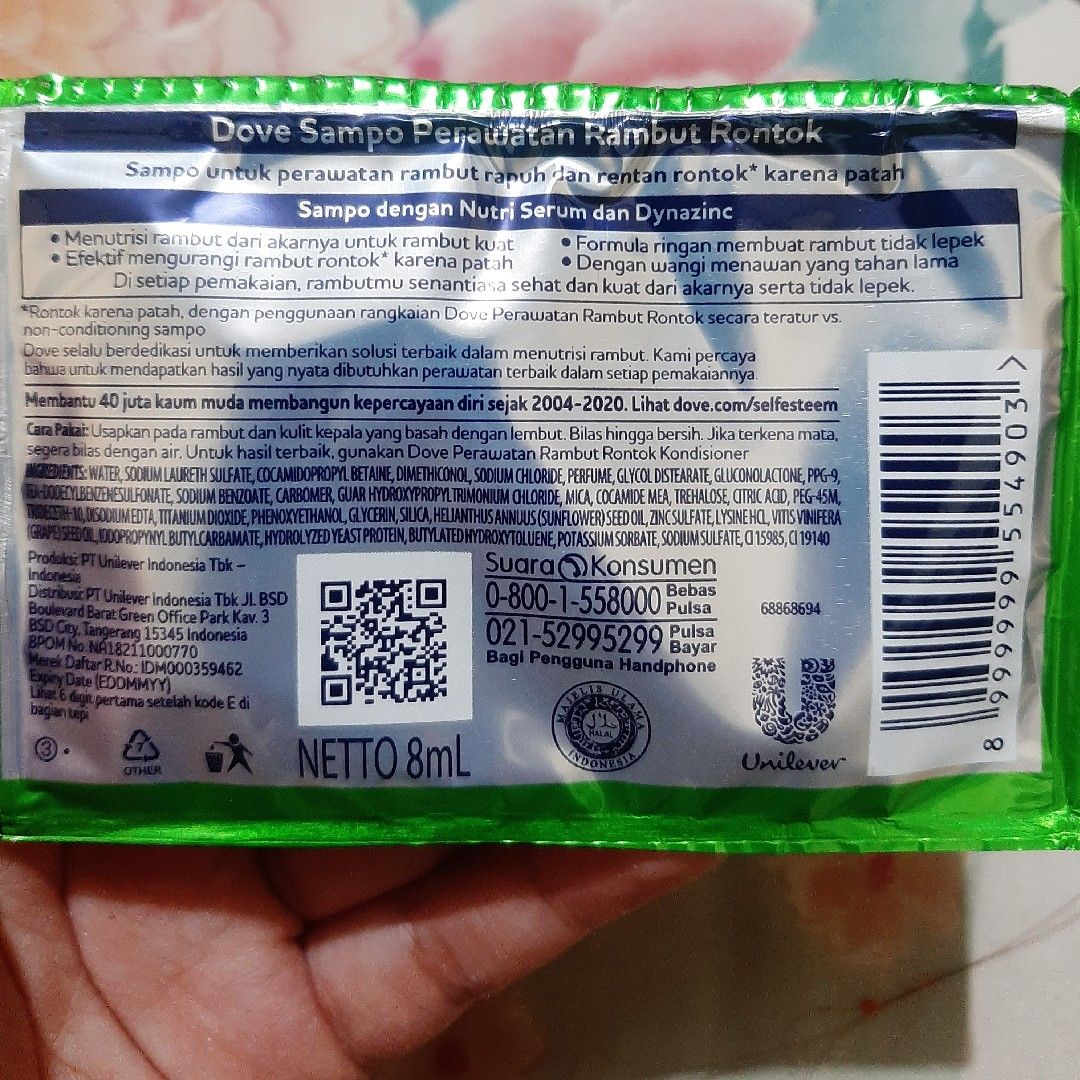 Dove Sampo Perawatan Rambut Rontok
Sampo untuk perawatan rambut rapuh dan rentan rontok* karena patah
Sampo dengan Nutri Serum dan Dynazinc
• Menutrisi rambut dari akarnya untuk rambut kuat
• Efektif mengurangi rambut rontok* karena patah
• Formula ringan membuat rambut tidak lepek
• Dengan wangi menawan yang tahan lama
Di setiap pemakaian, rambutmu senantiasa sehat dan kuat dari akarnya serta tidak lepek.
*Rontok karena patah, dengan penggunaan rangkaian Dove Perawatan Rambut Rontok secara teratur vs.
non-conditioning sampo
Dove selalu berdedikasi untuk memberikan solusi terbaik dalam menutrisi rambut. Kami percaya
bahwa untuk mendapatkan hasil yang nyata dibutuhkan perawatan terbaik dalam setiap pemakaiannya.
Membantu 40 juta kaum muda membangun kepercayaan diri sejak 2004-2020. Lihat dove.com/selfesteem
Cara Pakai: Usapkan pada rambut dan kulit kepala yang basah dengan lembut. Bilas hingga bersih. Jika terkena mata,
segera bilas dengan air. Untuk hasil terbaik, gunakan Dove Perawatan Rambut Rontok Kondisioner
INGREDIENTS: WATER, SODIUM LAURETH SULFATE, COCAMIDOPROPYL BETAINE, DIMETHICONOL, SODIUM CHLORIDE, PERFUME, GLYCOL DISTEARATE, GLUCONOLACTONE, PPG-9,
TEA-DODECYLBENZENESULFONATE, SODIUM BENZOATE, CARBOMER, GUAR HYDROXYPROPYLTRIMONIUM CHLORIDE, MICA, COCAMIDE MEA, TREHALOSE, CITRIC ACID, PEG-45M,
TRIDECETH-10, DISODIUM EDTA, TITANIUM DIOXIDE, PHENOXYETHANOL, GLYCERIN, SILICA, HELIANTHUS ANNUUS (SUNFLOWER) SEED OIL, ZINC SULFATE, LYSINE HCL, VITIS VINIFERA
(GRAPE) SEED OIL, IODOPROPYNYL BUTYLCARBAMATE, HYDROLYZED YEAST PROTEIN, BUTYLATED HYDROXYTOLUENE, POTASSIUM SORBATE, SODIUM SULFATE, CI 15985, CI 19140
Produksi: PT Unilever Indonesia Tbk –
Indonesia
Distribusi: PT Unilever Indonesia Tbk Jl. BSD
Boulevard Barat Green Office Park Kav. 3
BSD City, Tangerang 15345 Indonesia
BPOM No. NA18211000770
Merek Daftar R.No.: IDM000359462
Expiry Date (EDDMMYY)
Lihat 6 digit pertama setelah kode E di
bagian tepi
3
7
OTHER
NETTO 8mL
Suara Konsumen
0-800-1-558000 Bebas Pulsa
021-52995299 Pulsa Bayar
Bagi Pengguna Handphone
MAJELIS ULAMA
حلال
HALAL
INDONESIA
68868694
Unilever
8 999999 554903 >